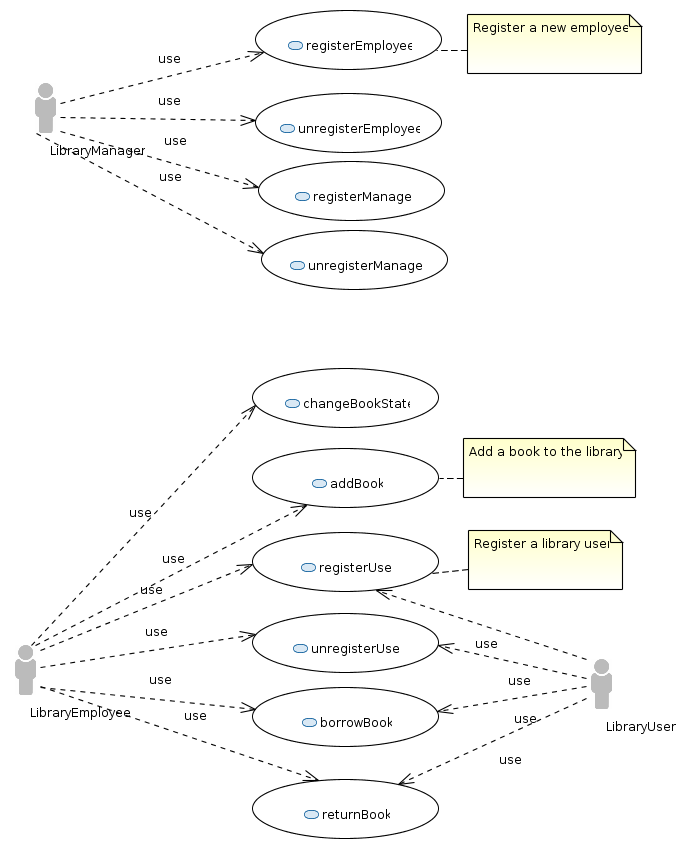 registerEmployee
Register a new employee
use
use
unregisterEmployee
use
LibraryManager
use
registerManage
unregisterManage
changeBookState
Add a book to the library
addBook
use
Register a library user
use
registerUse
use
use
use
unregisterUse
use
use
LibraryEmployee
use
use
borrowBook
LibraryUser
use
returnBook